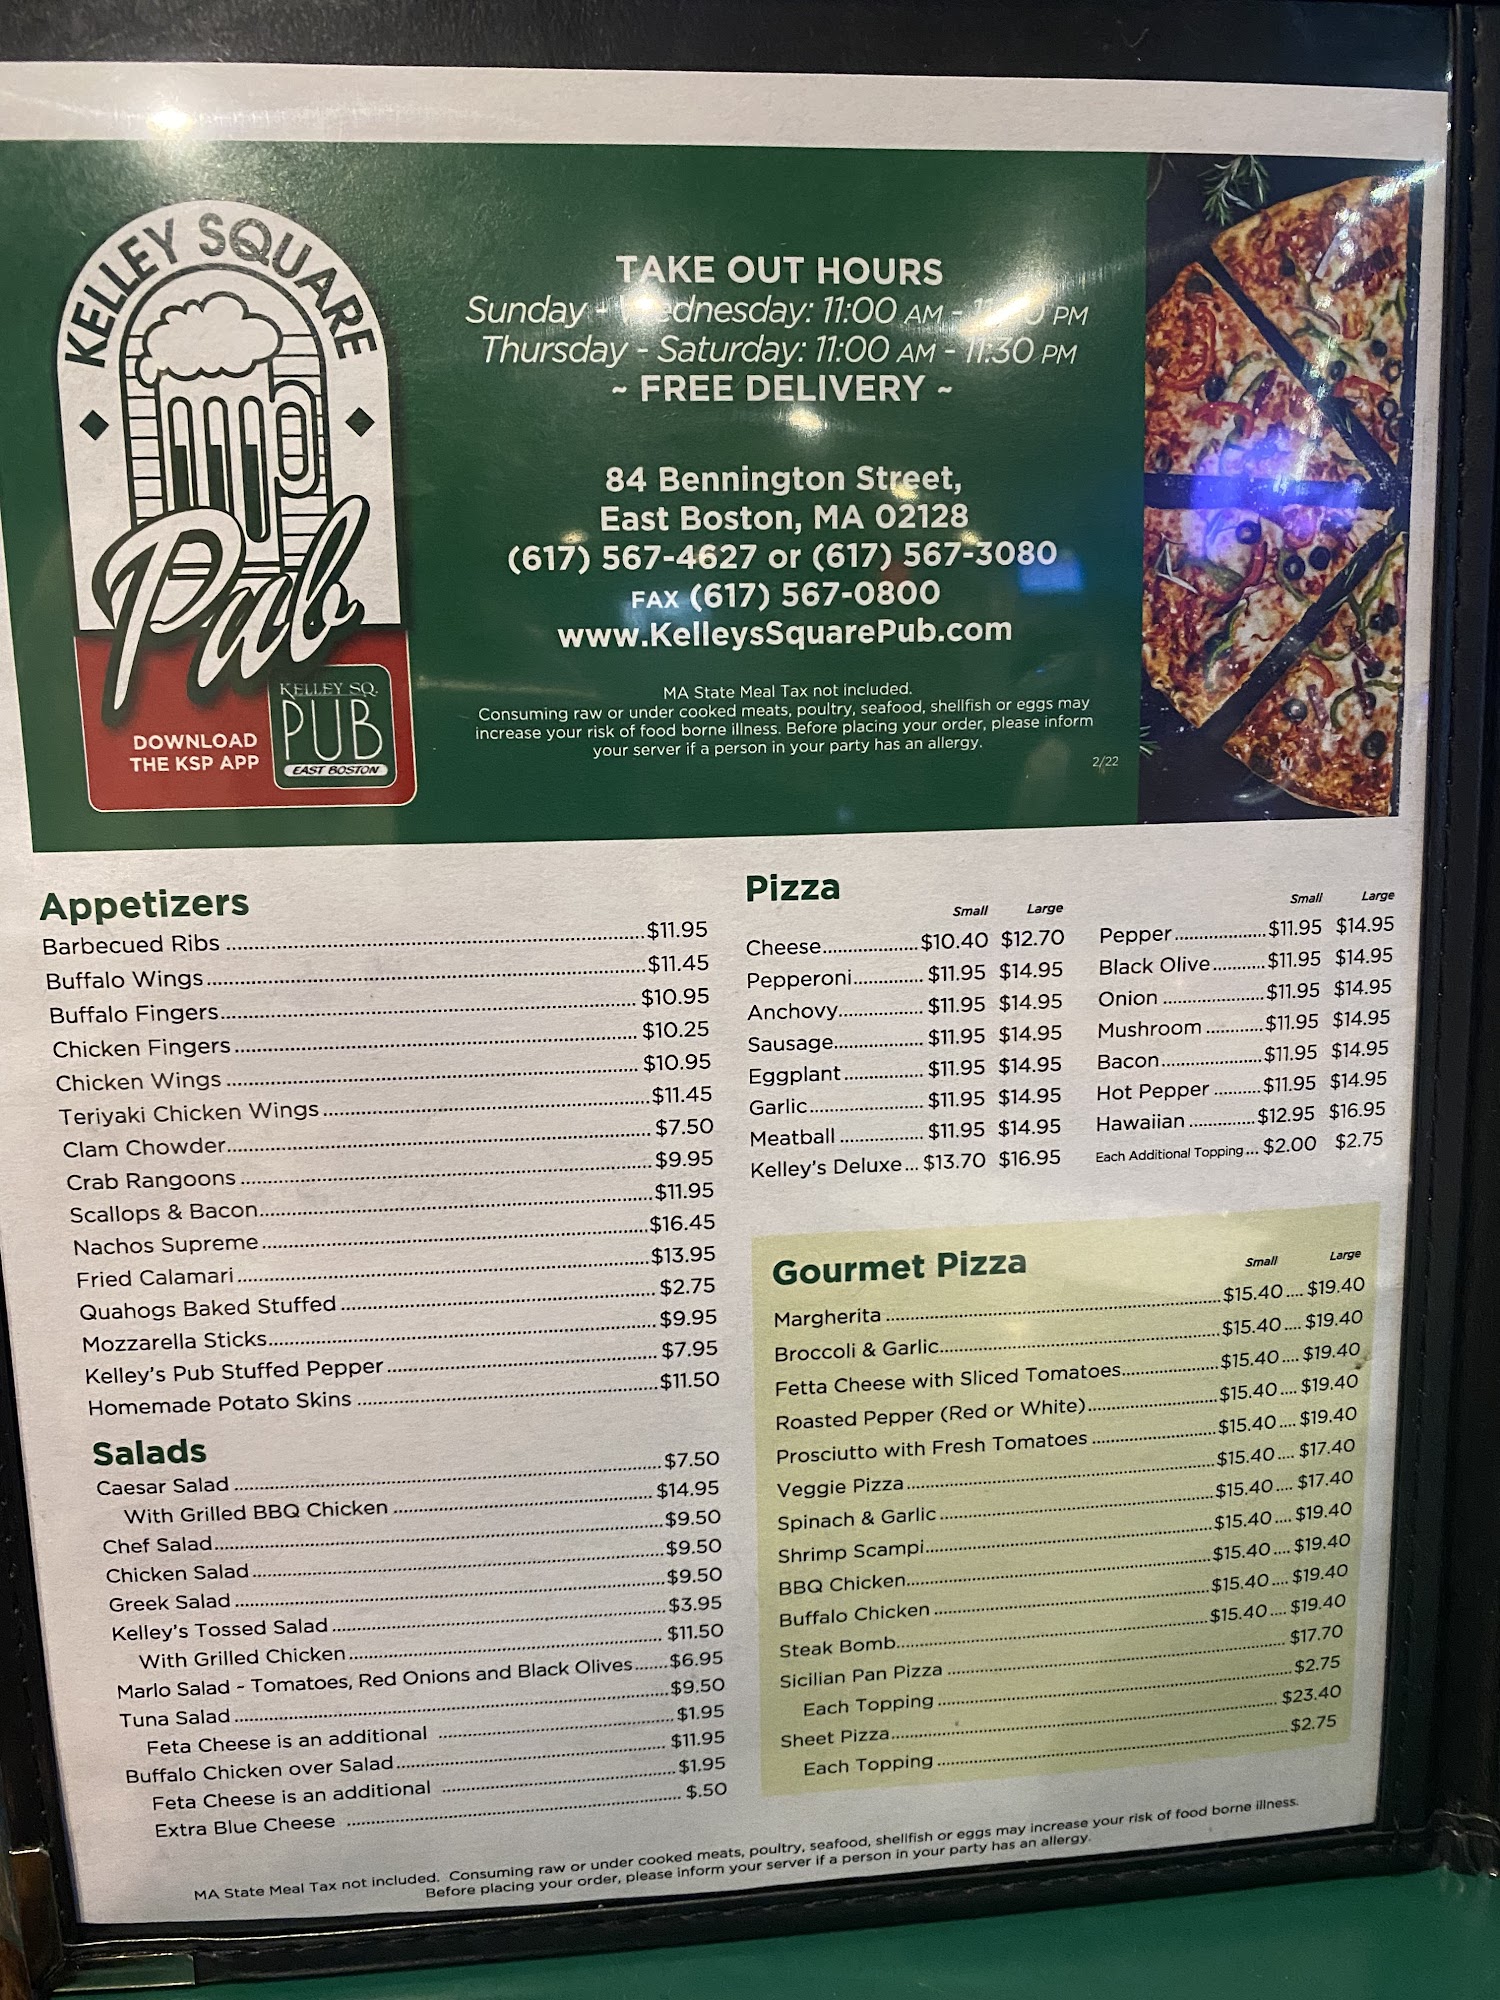 KELLEY SQUARE
Pub
DOWNLOAD
THE KSP APP
KELLEY SQ.
PUB
EAST BOSTON
TAKE OUT HOURS
Sunday - Wednesday: 11:00 AM - PM
Thursday - Saturday: 11:00 AM - 11:30 PM
~ FREE DELIVERY ~
84 Bennington Street,
East Boston, MA 02128
(617) 567-4627 or (617) 567-3080
FAX (617) 567-0800
www.KelleysSquarePub.com
MA State Meal Tax not included.
Consuming raw or under cooked meats, poultry, seafood, shellfish or eggs may
increase your risk of food borne illness. Before placing your order, please inform
your server if a person in your party has an allergy.
2/22
Appetizers
Barbecued Ribs $11.95
Buffalo Wings $11.45
Buffalo Fingers $10.95
Chicken Fingers $10.25
Chicken Wings $10.95
Teriyaki Chicken Wings $11.45
Clam Chowder $7.50
Crab Rangoons $9.95
Scallops & Bacon $11.95
Nachos Supreme $16.45
Fried Calamari $13.95
Quahogs Baked Stuffed $2.75
Mozzarella Sticks $9.95
Kelley's Pub Stuffed Pepper $7.95
Homemade Potato Skins $11.50
Salads
Caesar Salad $7.50
With Grilled BBQ Chicken $14.95
Chef Salad $9.50
Chicken Salad $9.50
Greek Salad $9.50
Kelley's Tossed Salad $3.95
With Grilled Chicken $11.50
Marlo Salad - Tomatoes, Red Onions and Black Olives $6.95
Tuna Salad $9.50
Feta Cheese is an additional $1.95
Buffalo Chicken over Salad $11.95
Feta Cheese is an additional $1.95
Extra Blue Cheese $.50
Pizza
Small Large
Cheese $10.40 $12.70
Pepperoni $11.95 $14.95
Anchovy $11.95 $14.95
Sausage $11.95 $14.95
Eggplant $11.95 $14.95
Garlic $11.95 $14.95
Meatball $11.95 $14.95
Kelley's Deluxe $13.70 $16.95
Small Large
Pepper $11.95 $14.95
Black Olive $11.95 $14.95
Onion $11.95 $14.95
Mushroom $11.95 $14.95
Bacon $11.95 $14.95
Hot Pepper $11.95 $14.95
Hawaiian $12.95 $16.95
Each Additional Topping $2.00 $2.75
Gourmet Pizza
Small Large
Margherita $15.40 $19.40
Broccoli & Garlic $15.40 $19.40
Fetta Cheese with Sliced Tomatoes $15.40 $19.40
Roasted Pepper (Red or White) $15.40 $19.40
Prosciutto with Fresh Tomatoes $15.40 $19.40
Veggie Pizza $15.40 $17.40
Spinach & Garlic $15.40 $17.40
Shrimp Scampi $15.40 $19.40
BBQ Chicken $15.40 $19.40
Buffalo Chicken $15.40 $19.40
Steak Bomb $15.40 $19.40
Sicilian Pan Pizza $17.70
Each Topping $2.75
Sheet Pizza $23.40
Each Topping $2.75
MA State Meal Tax not included. Consuming raw or under cooked meats, poultry, seafood, shellfish or eggs may increase your risk of food borne illness.
Before placing your order, please inform your server if a person in your party has an allergy.